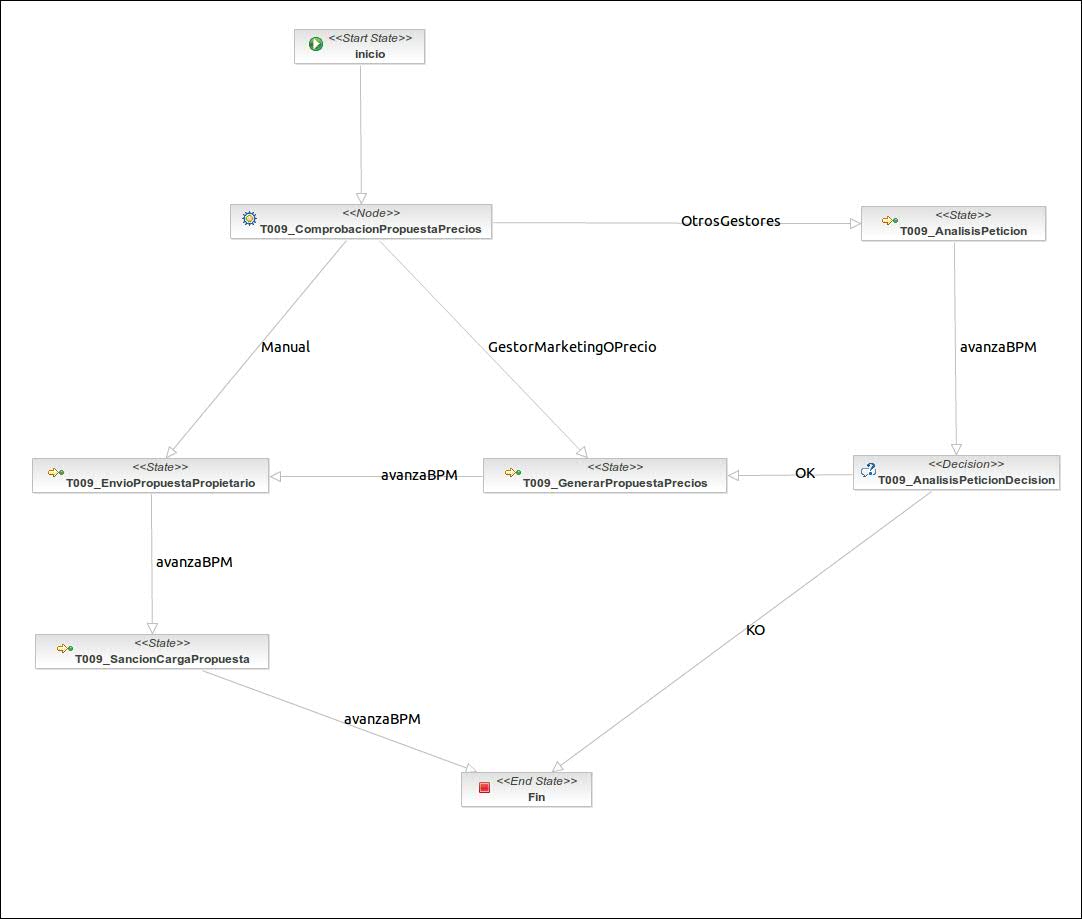 <<Start State>>
inicio
<<Node>>
T009_ComprobacionPropuestaPrecios
OtrosGestores
<<State>>
T009_AnalisisPeticion
Manual
GestorMarketingOPrecio
avanzaBPM
<<State>>
T009_EnvioPropuestaPropietario
avanzaBPM
<<State>>
T009_GenerarPropuestaPrecios
OK
<<Decision>>
T009_AnalisisPeticionDecision
avanzaBPM
KO
<<State>>
T009_SancionCargaPropuesta
avanzaBPM
<<End State>>
Fin